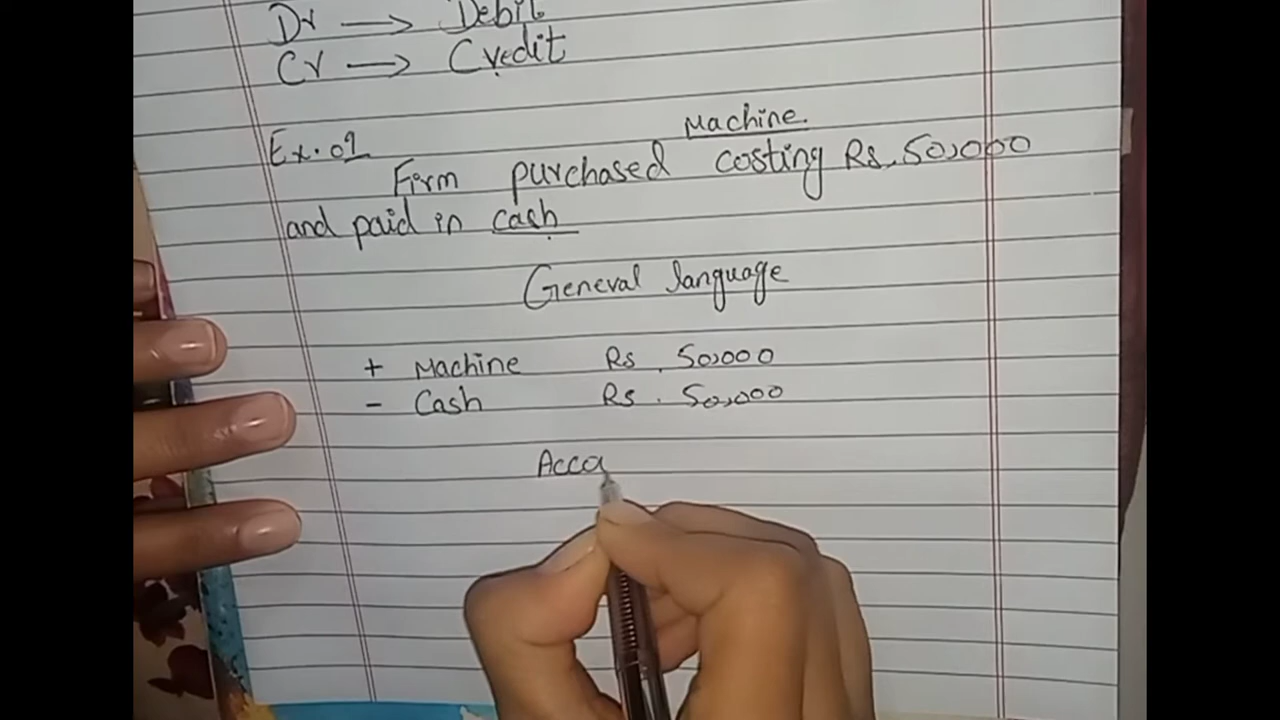 Dr → Debit
Cr → Credit
Ex. 01
Machine.
Firm purchased costing Rs. 50,000
and paid in cash
General language
+ Machine Rs. 50,000
- Cash Rs. 50,000
Acco